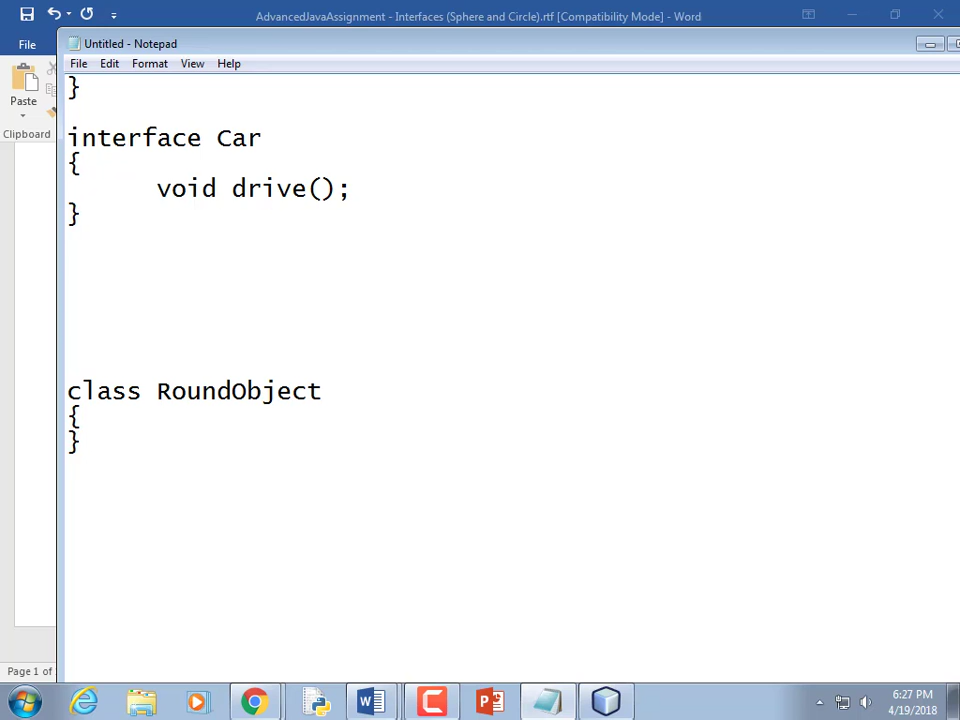 AdvancedJavaAssignment - Interfaces (Sphere and Circle).rtf [Compatibility Mode] - Word
File
Untitled - Notepad
File Edit Format View Help
Paste
Clipboard
}
interface Car
{
void drive();
}
class RoundObject
{
}
Page 1 of
6:27 PM
4/19/2018